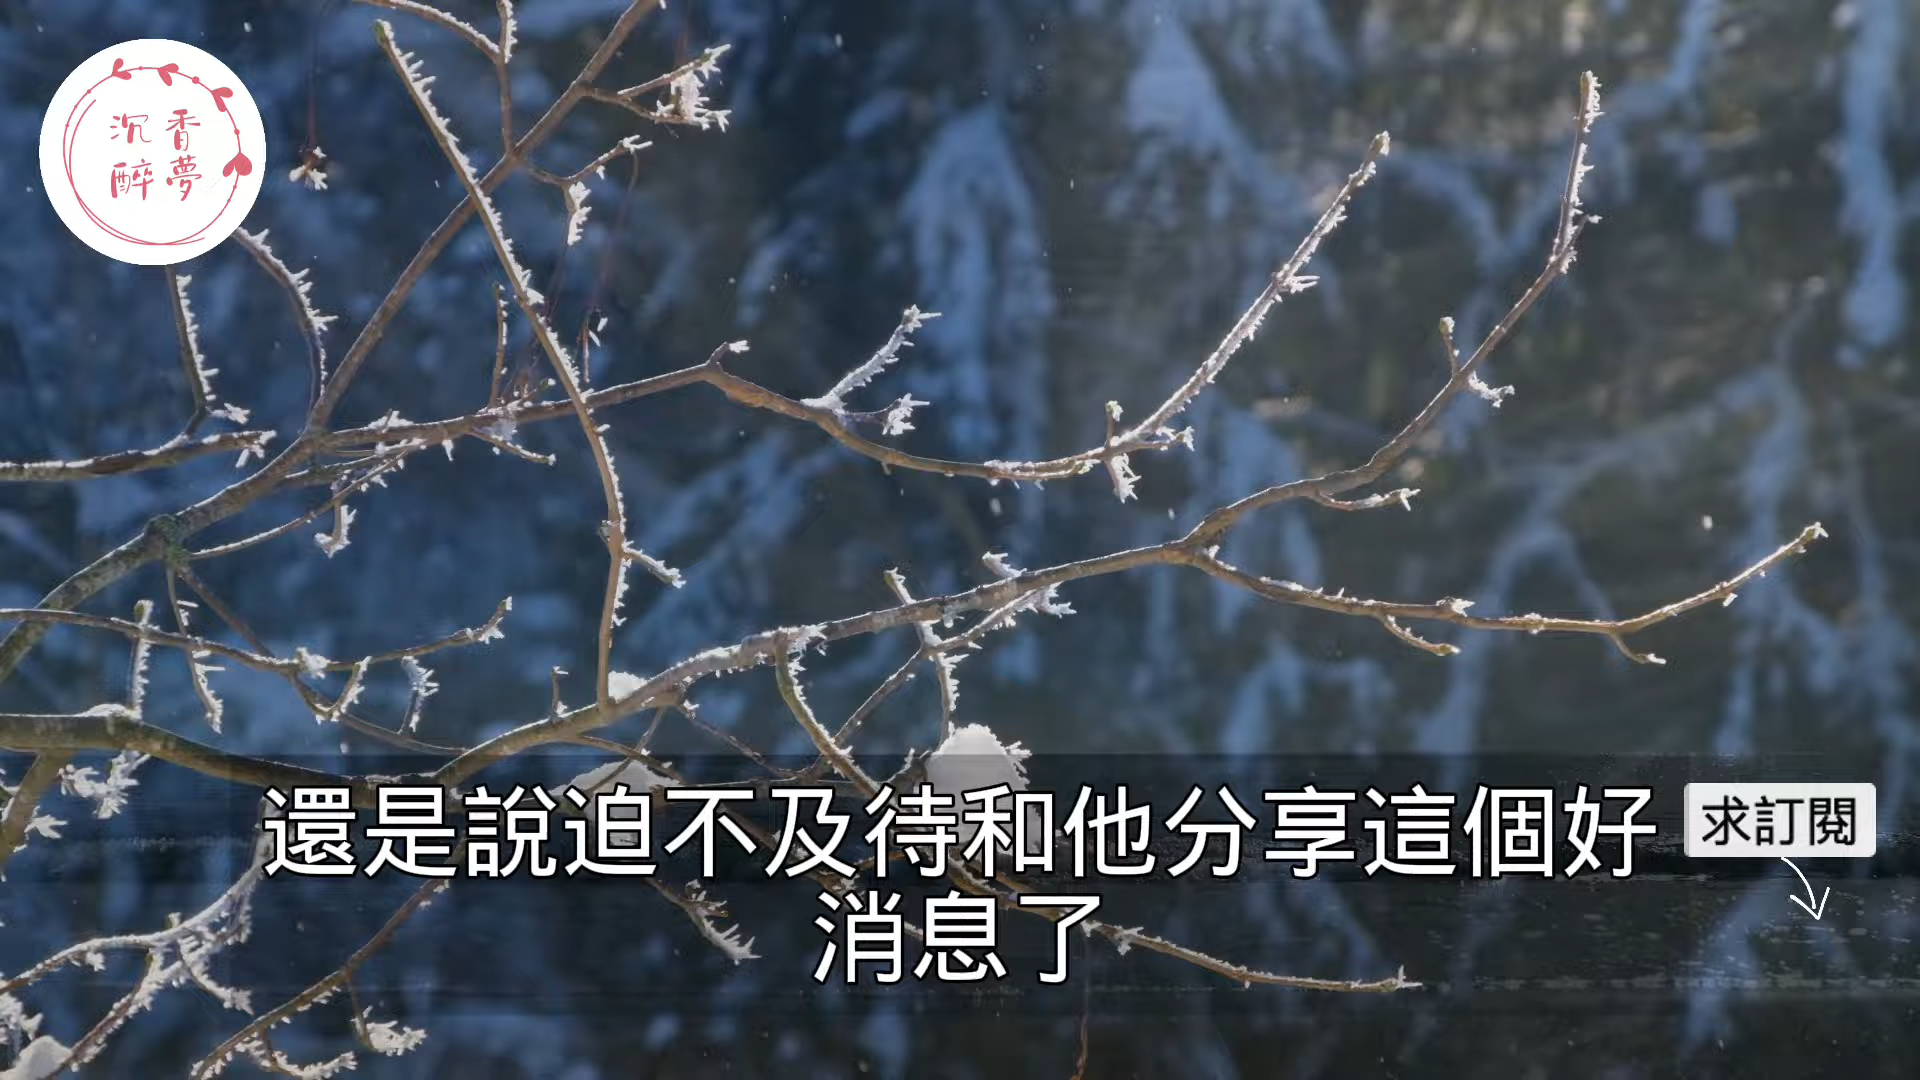 沉香
醉夢
還是說迫不及待和他分享這個好
消息了
求訂閱